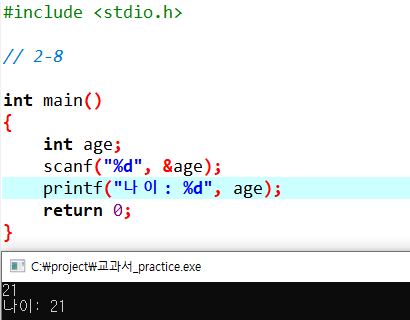 #include <stdio.h>
// 2-8
int main()
{
int age;
scanf("%d", &age);
printf("나이 : %d", age);
return 0;
}
C:₩project₩교과서_practice.exe
21
나이: 21